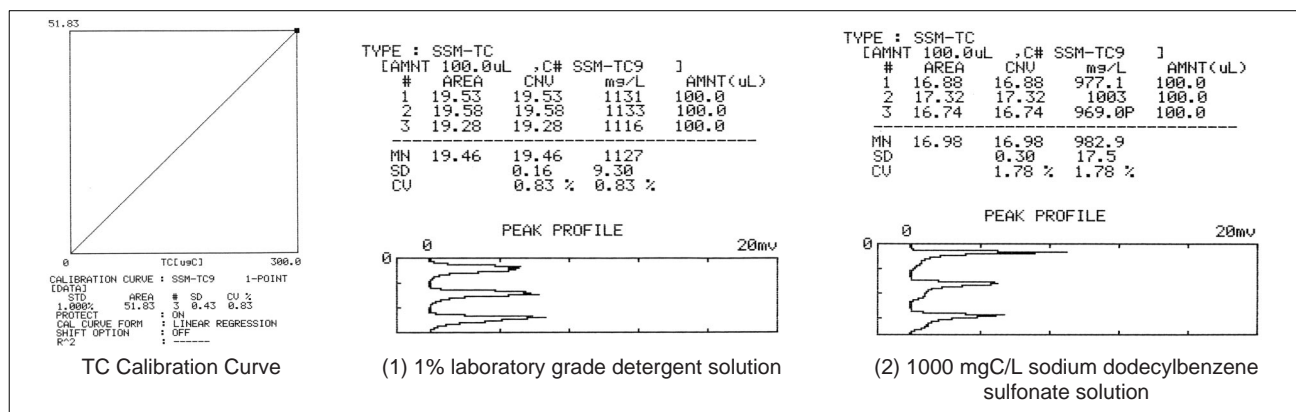 51.83
0 TC[ugC] 300.0
CALIBRATION CURVE : SSM-TC9 1-POINT
[DATA]
STD AREA # SD CV %
1.000% 51.83 3 0.43 0.83
PROTECT : ON
CAL CURVE FORM : LINEAR REGRESSION
SHIFT OPTION : OFF
R^2 : ------
TC Calibration Curve
TYPE : SSM-TC
[AMNT 100.0uL ,C# SSM-TC9 ]
# AREA CNV mg/L AMNT(uL)
1 19.53 19.53 1131 100.0
2 19.58 19.58 1133 100.0
3 19.28 19.28 1116 100.0
MN 19.46 19.46 1127
SD 0.16 9.30
CV 0.83 % 0.83 %
PEAK PROFILE
0 20mv
0
(1) 1% laboratory grade detergent solution
TYPE : SSM-TC
[AMNT 100.0uL ,C# SSM-TC9 ]
# AREA CNV mg/L AMNT(uL)
1 16.88 16.88 977.1 100.0
2 17.32 17.32 1003 100.0
3 16.74 16.74 969.0P 100.0
MN 16.98 16.98 982.9
SD 0.30 17.5
CV 1.78 % 1.78 %
PEAK PROFILE
0 20mv
0
(2) 1000 mgC/L sodium dodecylbenzene
sulfonate solution